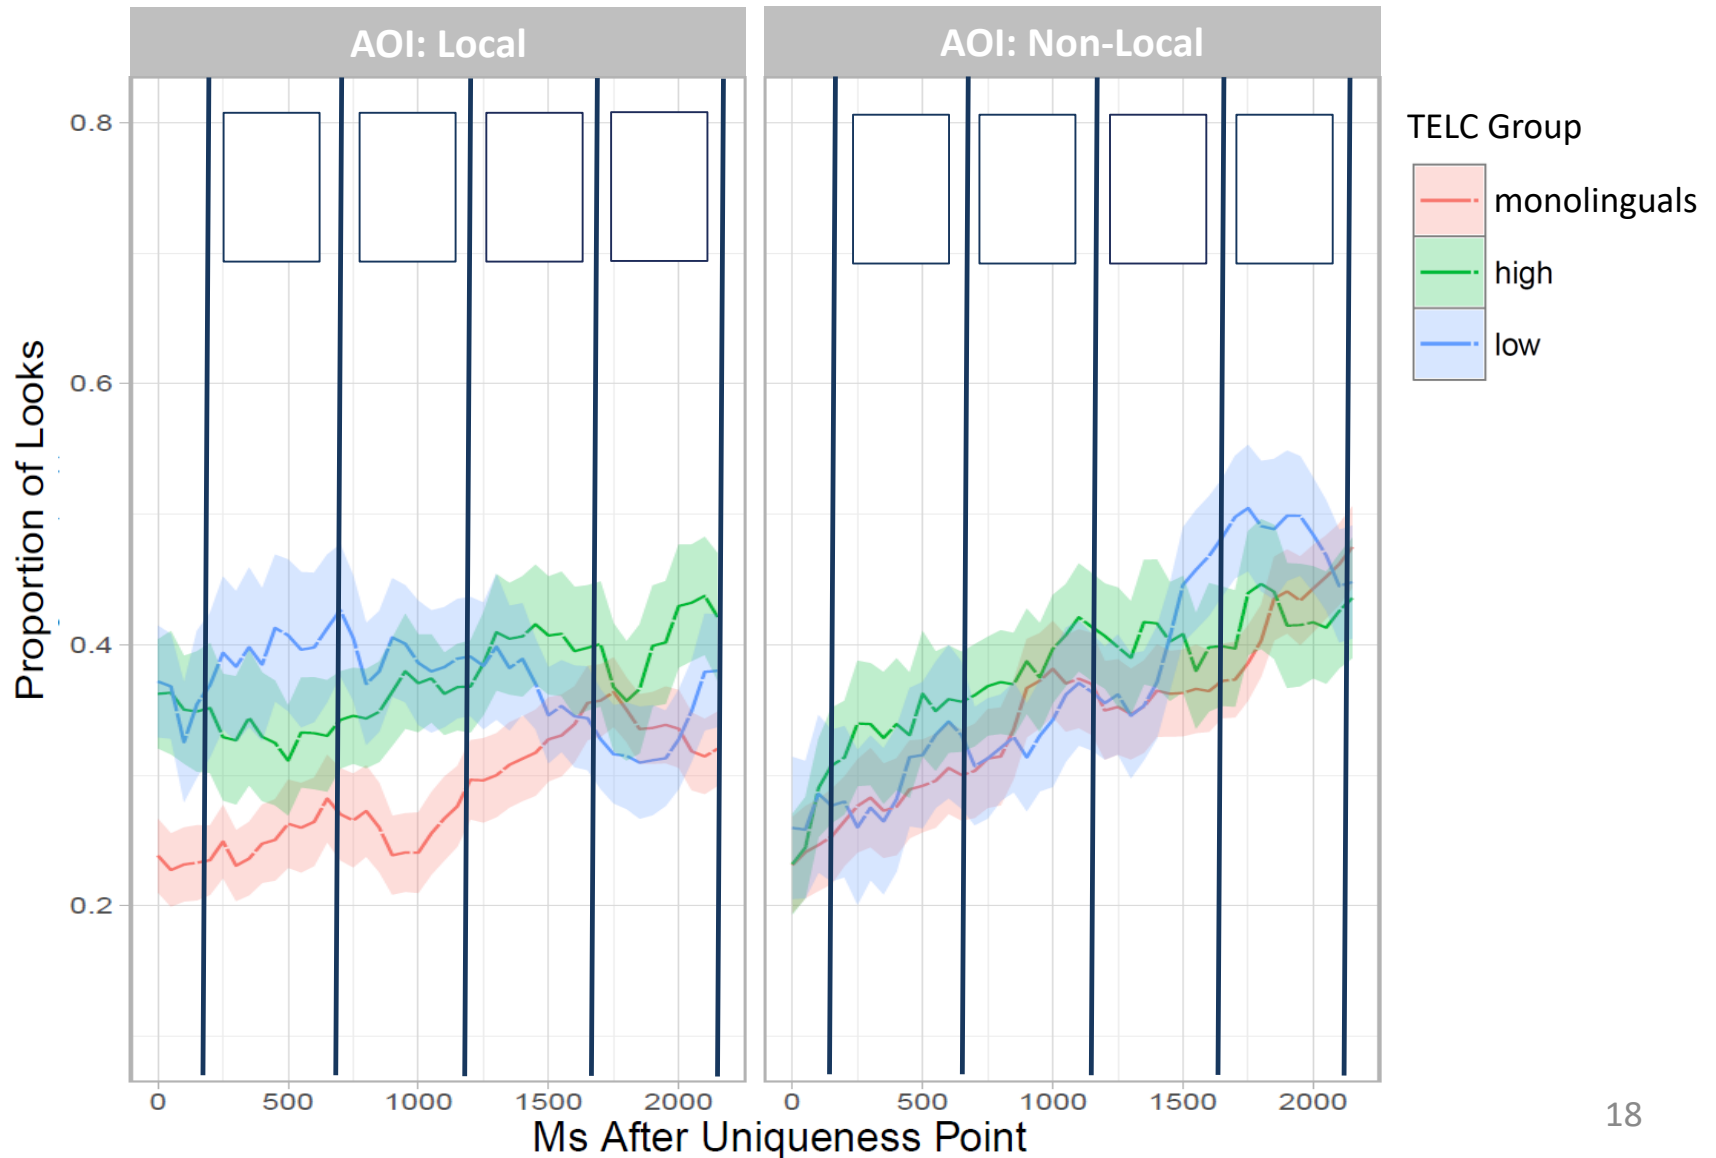 AOI: Local
AOI: Non-Local
0.8
0.6
0.4
0.2
Proportion of Looks
0 500 1000 1500 2000
0 500 1000 1500 2000
Ms After Uniqueness Point
TELC Group
monolinguals
high
low
18